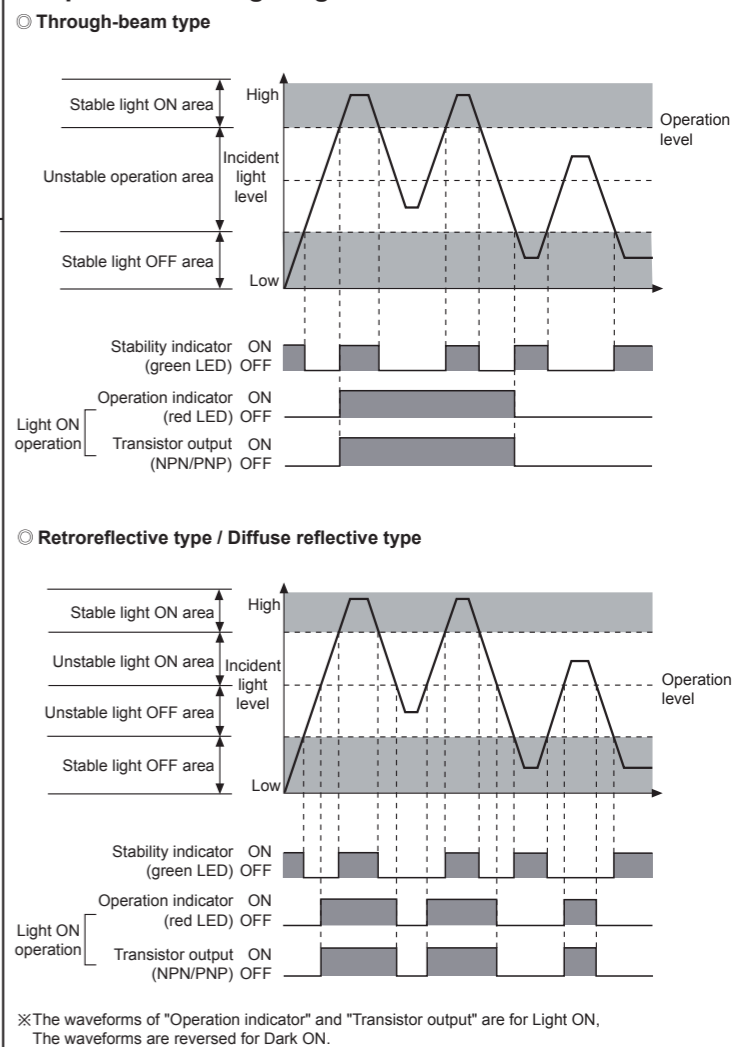 ◎ Through-beam type
Stable light ON area
Unstable operation area
Stable light OFF area
High
Incident
light
level
Low
Operation
level
Stability indicator ON
(green LED) OFF
Operation indicator ON
(red LED) OFF
Light ON
operation
Transistor output ON
(NPN/PNP) OFF
◎ Retroreflective type / Diffuse reflective type
Stable light ON area
Unstable light ON area
Unstable light OFF area
Stable light OFF area
High
Incident
light
level
Low
Operation
level
Stability indicator ON
(green LED) OFF
Operation indicator ON
(red LED) OFF
Light ON
operation
Transistor output ON
(NPN/PNP) OFF
※The waveforms of "Operation indicator" and "Transistor output" are for Light ON,
The waveforms are reversed for Dark ON.